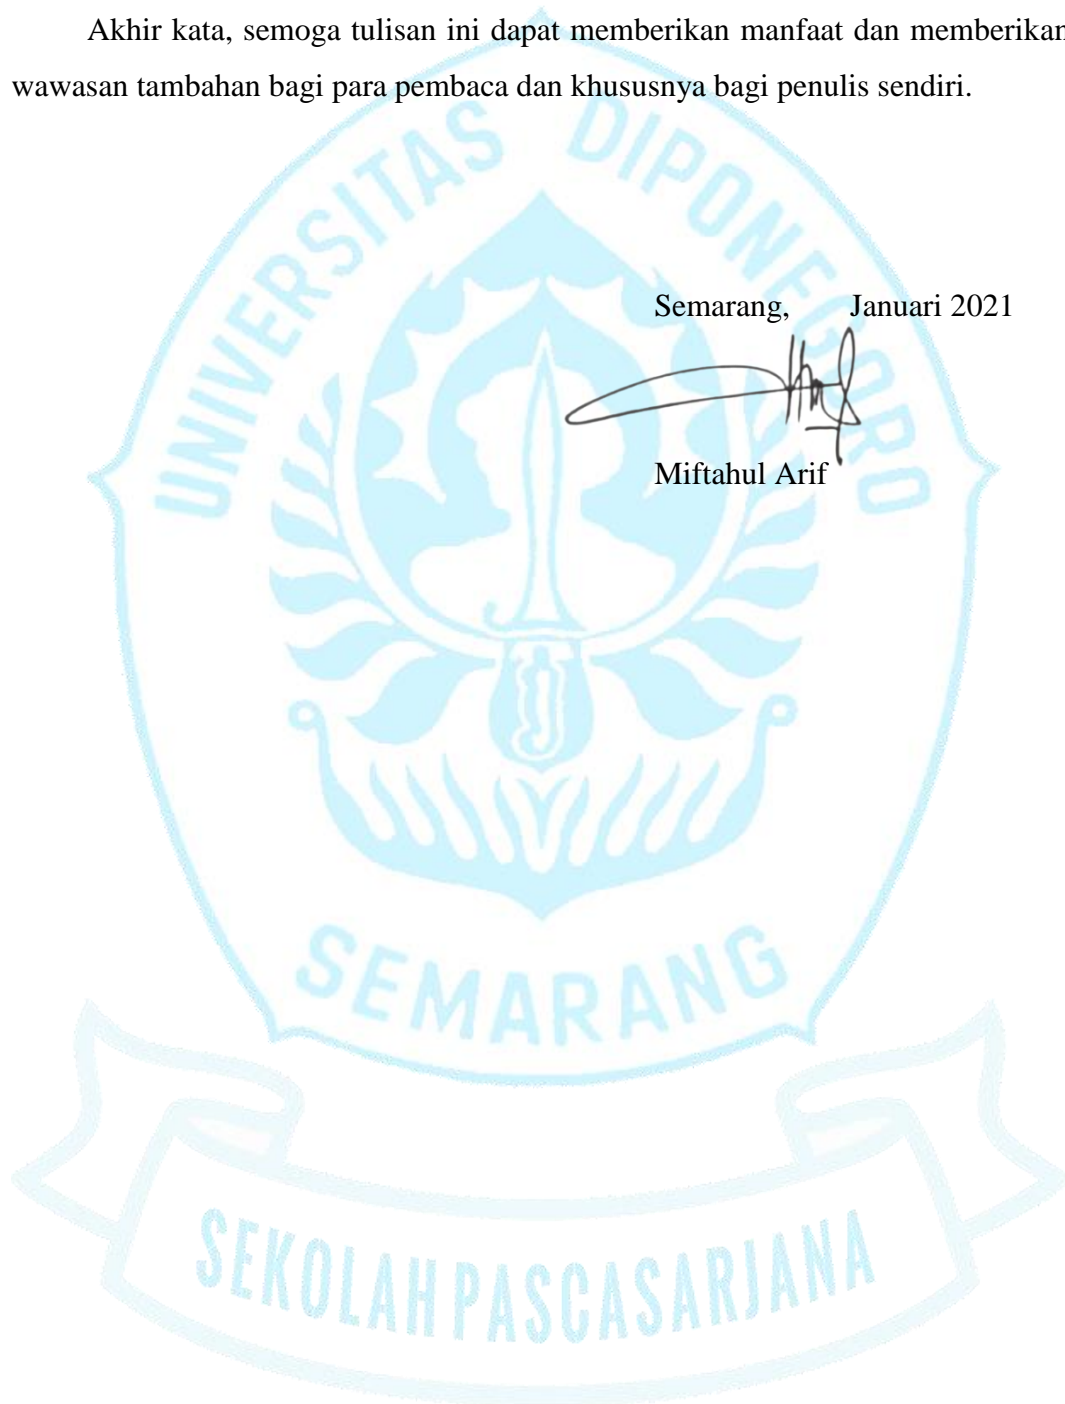 Akhir kata, semoga tulisan ini dapat memberikan manfaat dan memberikan
wawasan tambahan bagi para pembaca dan khususnya bagi penulis sendiri.
UNIVERSITAS DIPONEGORO
Semarang, Januari 2021
Miftahul Arif
SEMARANG
SEKOLAH PASCASARJANA